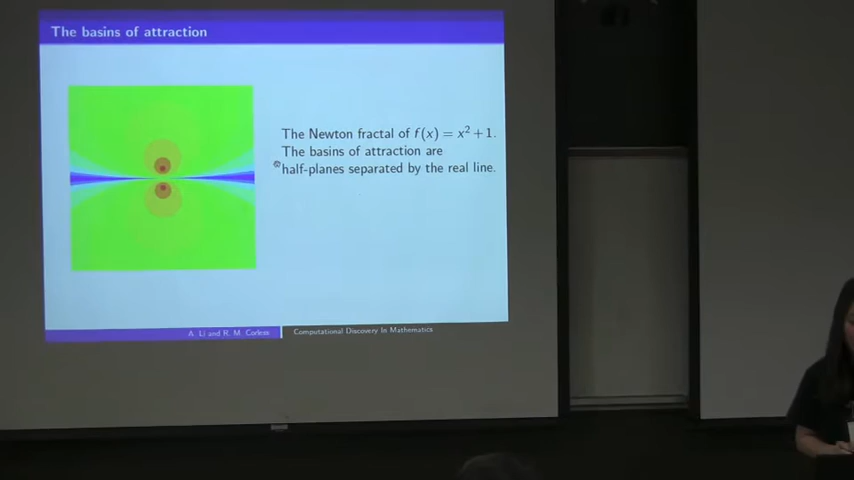 The basins of attraction
The Newton fractal of f(x) = x² + 1.
The basins of attraction are
half-planes separated by the real line.
A. Li and R. M. Corless
Computational Discovery In Mathematics